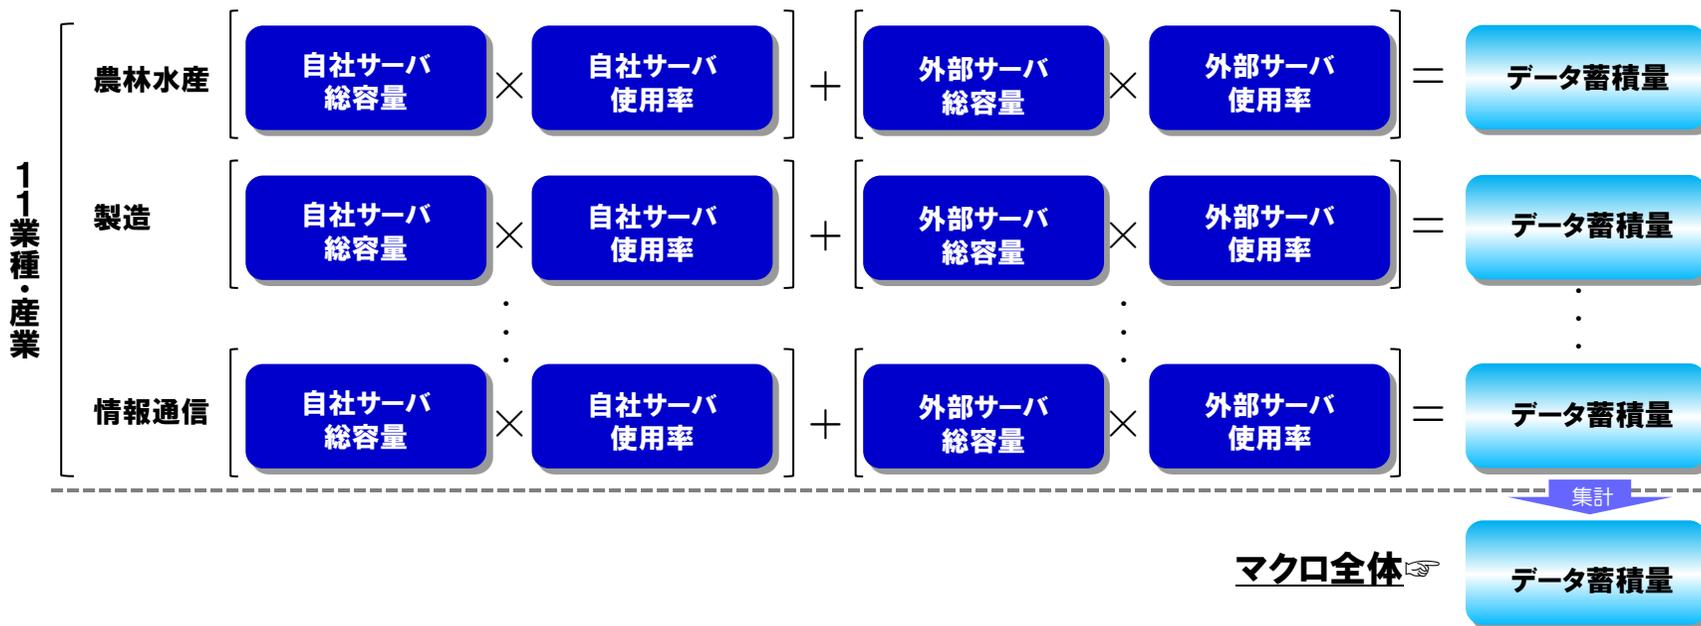 11業種・産業
農林水産
自社サーバ
総容量
×
自社サーバ
使用率
+
外部サーバ
総容量
×
外部サーバ
使用率
=
データ蓄積量
製造
自社サーバ
総容量
×
自社サーバ
使用率
+
外部サーバ
総容量
×
外部サーバ
使用率
=
データ蓄積量
情報通信
自社サーバ
総容量
×
自社サーバ
使用率
+
外部サーバ
総容量
×
外部サーバ
使用率
=
データ蓄積量
集計
マクロ全体☞
データ蓄積量